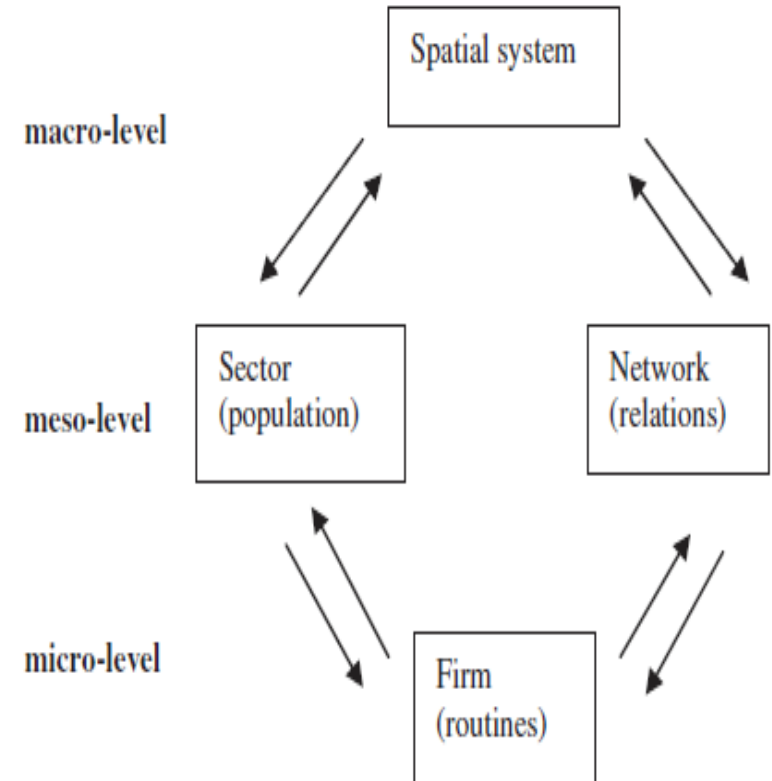 Spatial system
macro-level
Sector
(population)
Network
(relations)
meso-level
micro-level
Firm
(routines)